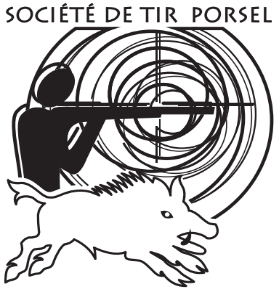 SOCIÉTÉ DE TIR PORSEL